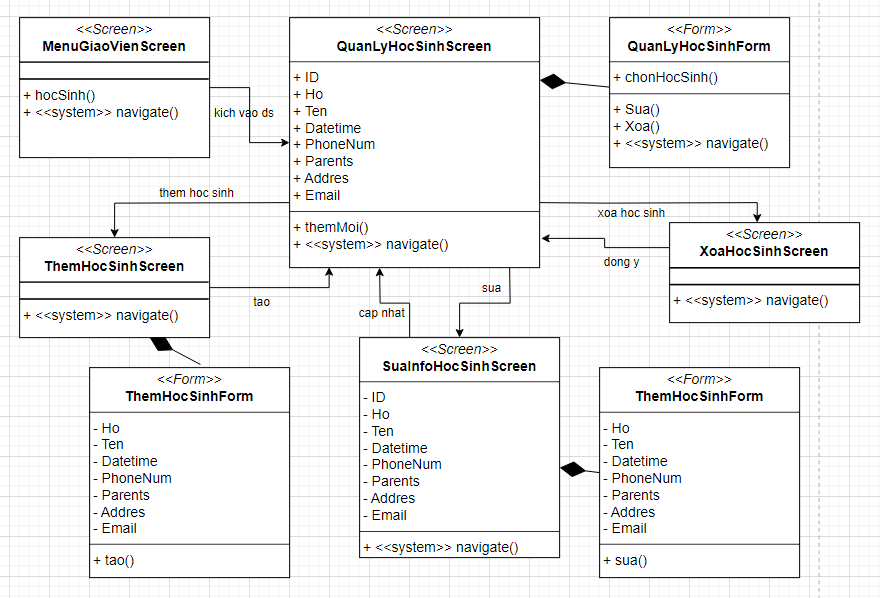 <<Screen>>
MenuGiaoVienScreen
+ hocSinh()
+ <<system>> navigate()
kich vao ds
<<Screen>>
QuanLyHocSinhScreen
+ ID
+ Ho
+ Ten
+ Datetime
+ PhoneNum
+ Parents
+ Addres
+ Email
+ themMoi()
+ <<system>> navigate()
<<Form>>
QuanLyHocSinhForm
+ chonHocSinh()
+ Sua()
+ Xoa()
+ <<system>> navigate()
them hoc sinh
xoa hoc sinh
<<Screen>>
ThemHocSinhScreen
+ <<system>> navigate()
tao
cap nhat
sua
dong y
<<Screen>>
XoaHocSinhScreen
+ <<system>> navigate()
<<Form>>
ThemHocSinhForm
- Ho
- Ten
- Datetime
- PhoneNum
- Parents
- Addres
- Email
+ tao()
<<Screen>>
SuaInfoHocSinhScreen
- ID
- Ho
- Ten
- Datetime
- PhoneNum
- Parents
- Addres
- Email
+ <<system>> navigate()
<<Form>>
ThemHocSinhForm
- Ho
- Ten
- Datetime
- PhoneNum
- Parents
- Addres
- Email
+ sua()